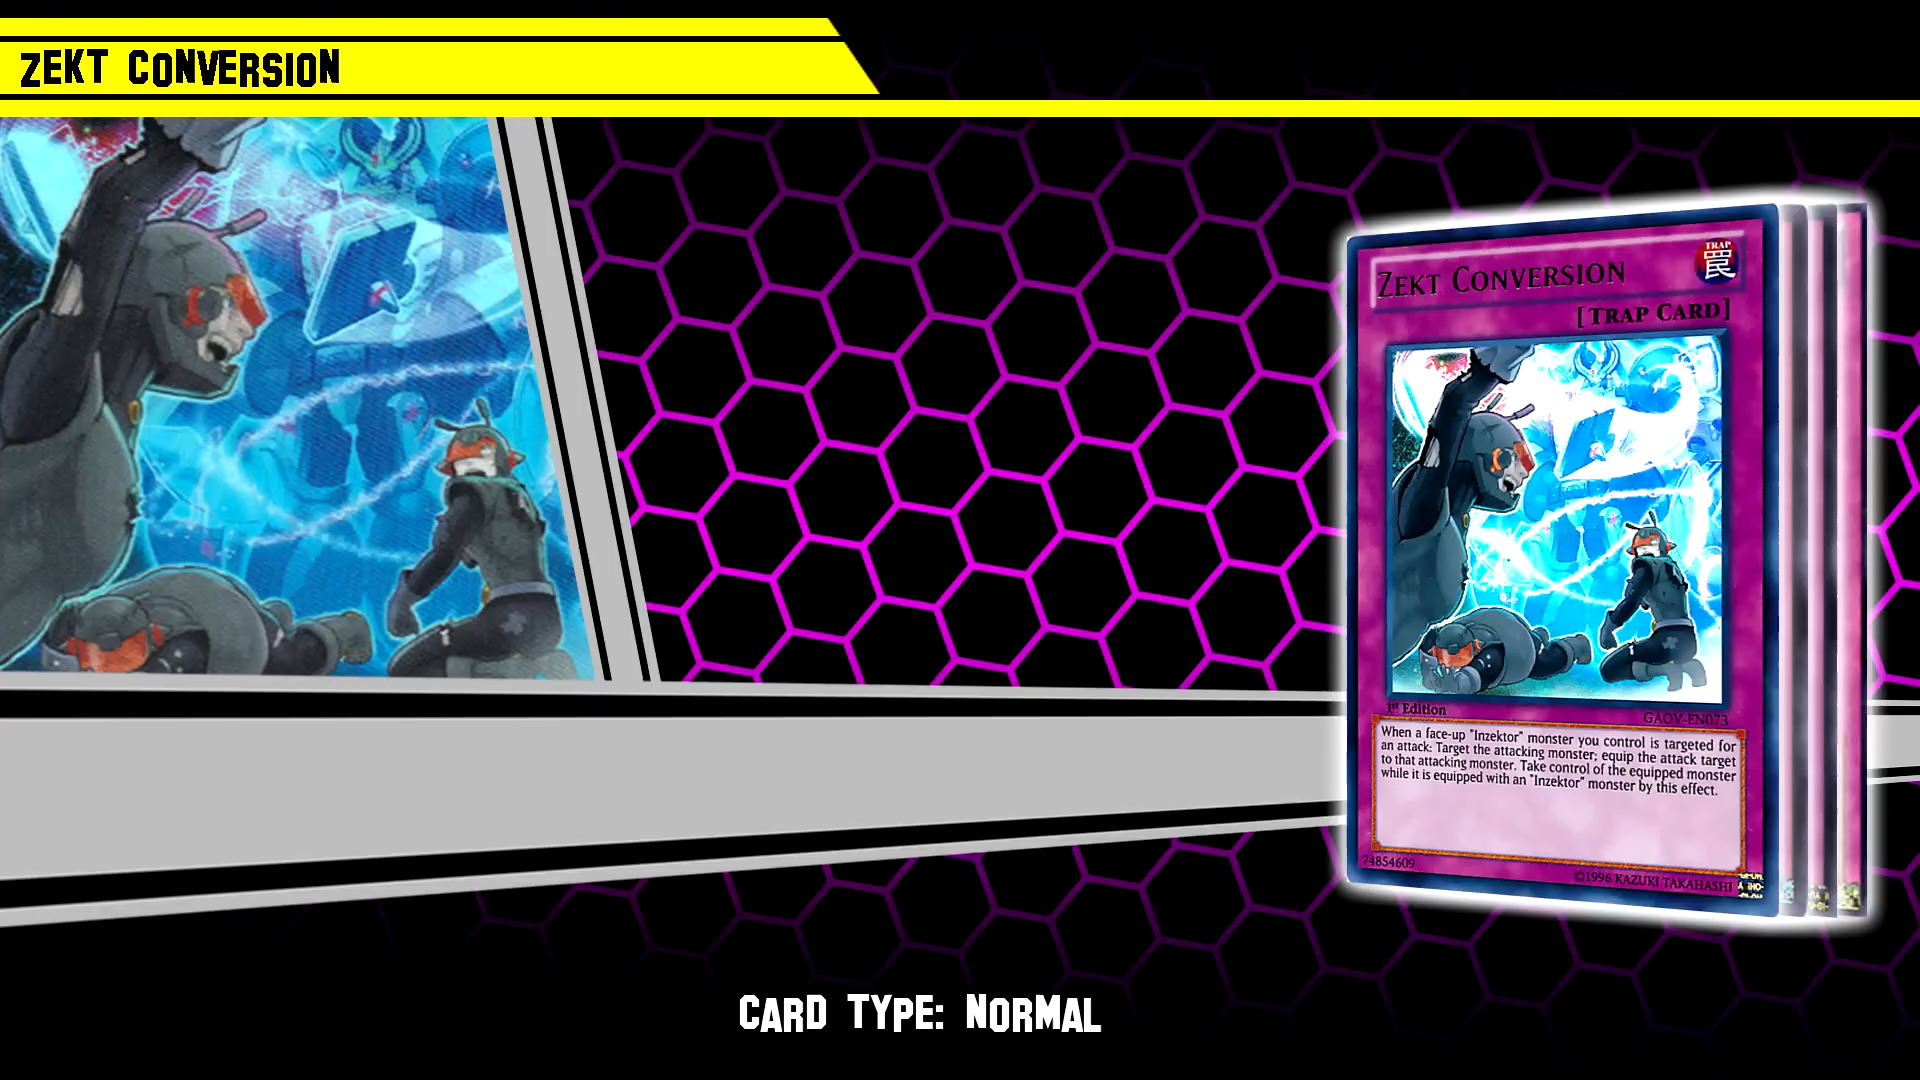 ZEKT CONVERSION
ZEKT CONVERSION
TRAP
罠
[TRAP CARD]
1st Edition
GAOV-EN073
When a face-up "Inzektor" monster you control is targeted for
an attack: Target the attacking monster; equip the attack target
to that attacking monster. Take control of the equipped monster
while it is equipped with an "Inzektor" monster by this effect.
74854609
©1996 KAZUKI TAKAHASHI
CARD TYPE: NORMAL